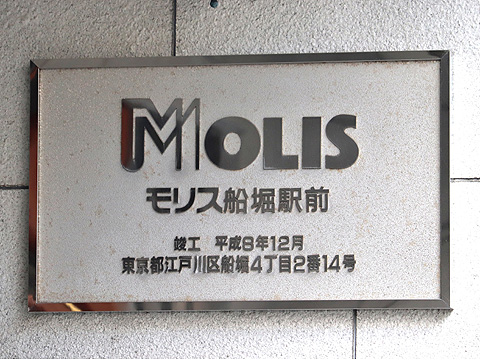 MOLIS
モリス船堀駅前
竣工 平成8年12月
東京都江戸川区船堀4丁目2番14号